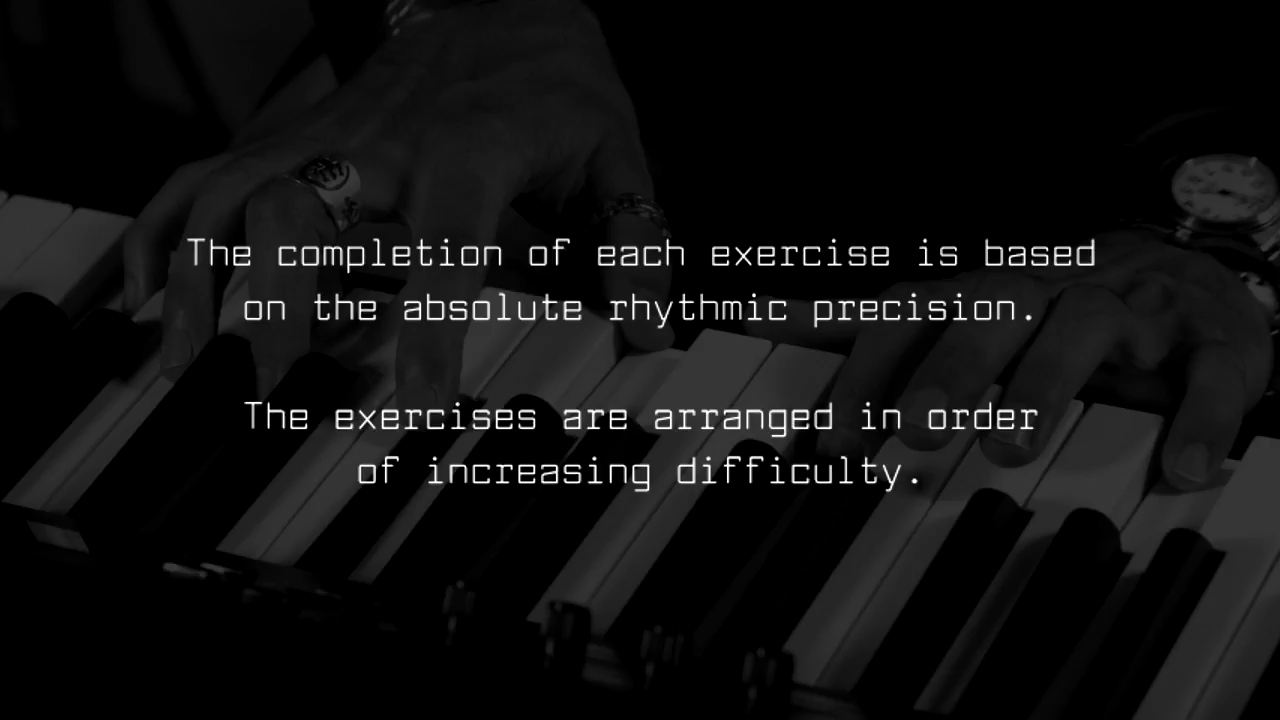 The completion of each exercise is based
on the absolute rhythmic precision.
The exercises are arranged in order
of increasing difficulty.